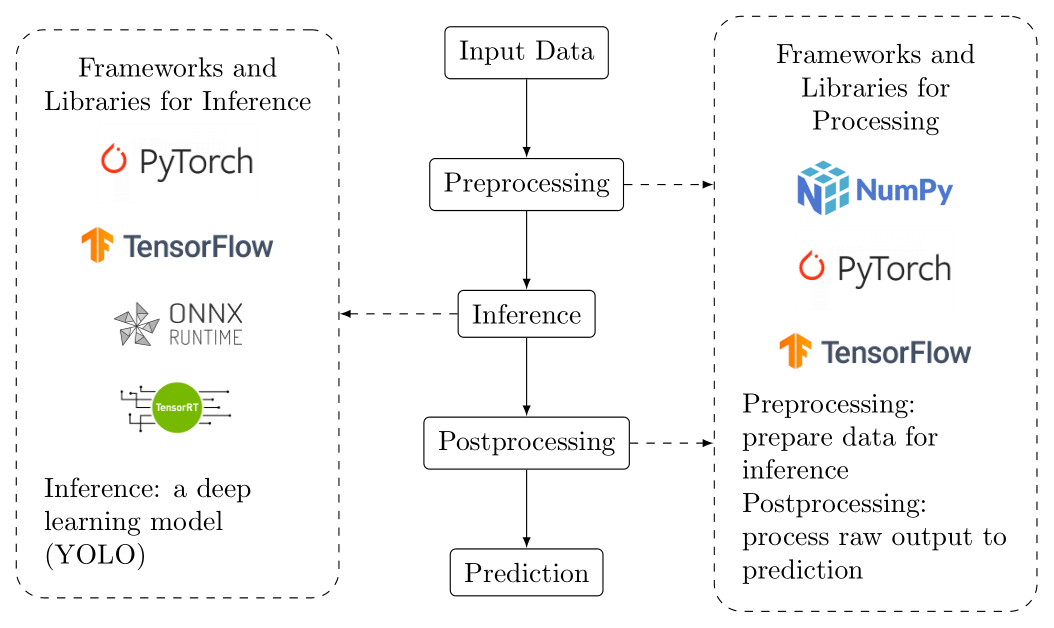 Frameworks and
Libraries for Inference
PyTorch
TensorFlow
ONNX
RUNTIME
TensorRT
Inference: a deep
learning model
(YOLO)
Input Data
Preprocessing
Inference
Postprocessing
Prediction
Frameworks and
Libraries for
Processing
NumPy
PyTorch
TensorFlow
Preprocessing:
prepare data for
inference
Postprocessing:
process raw output to
prediction